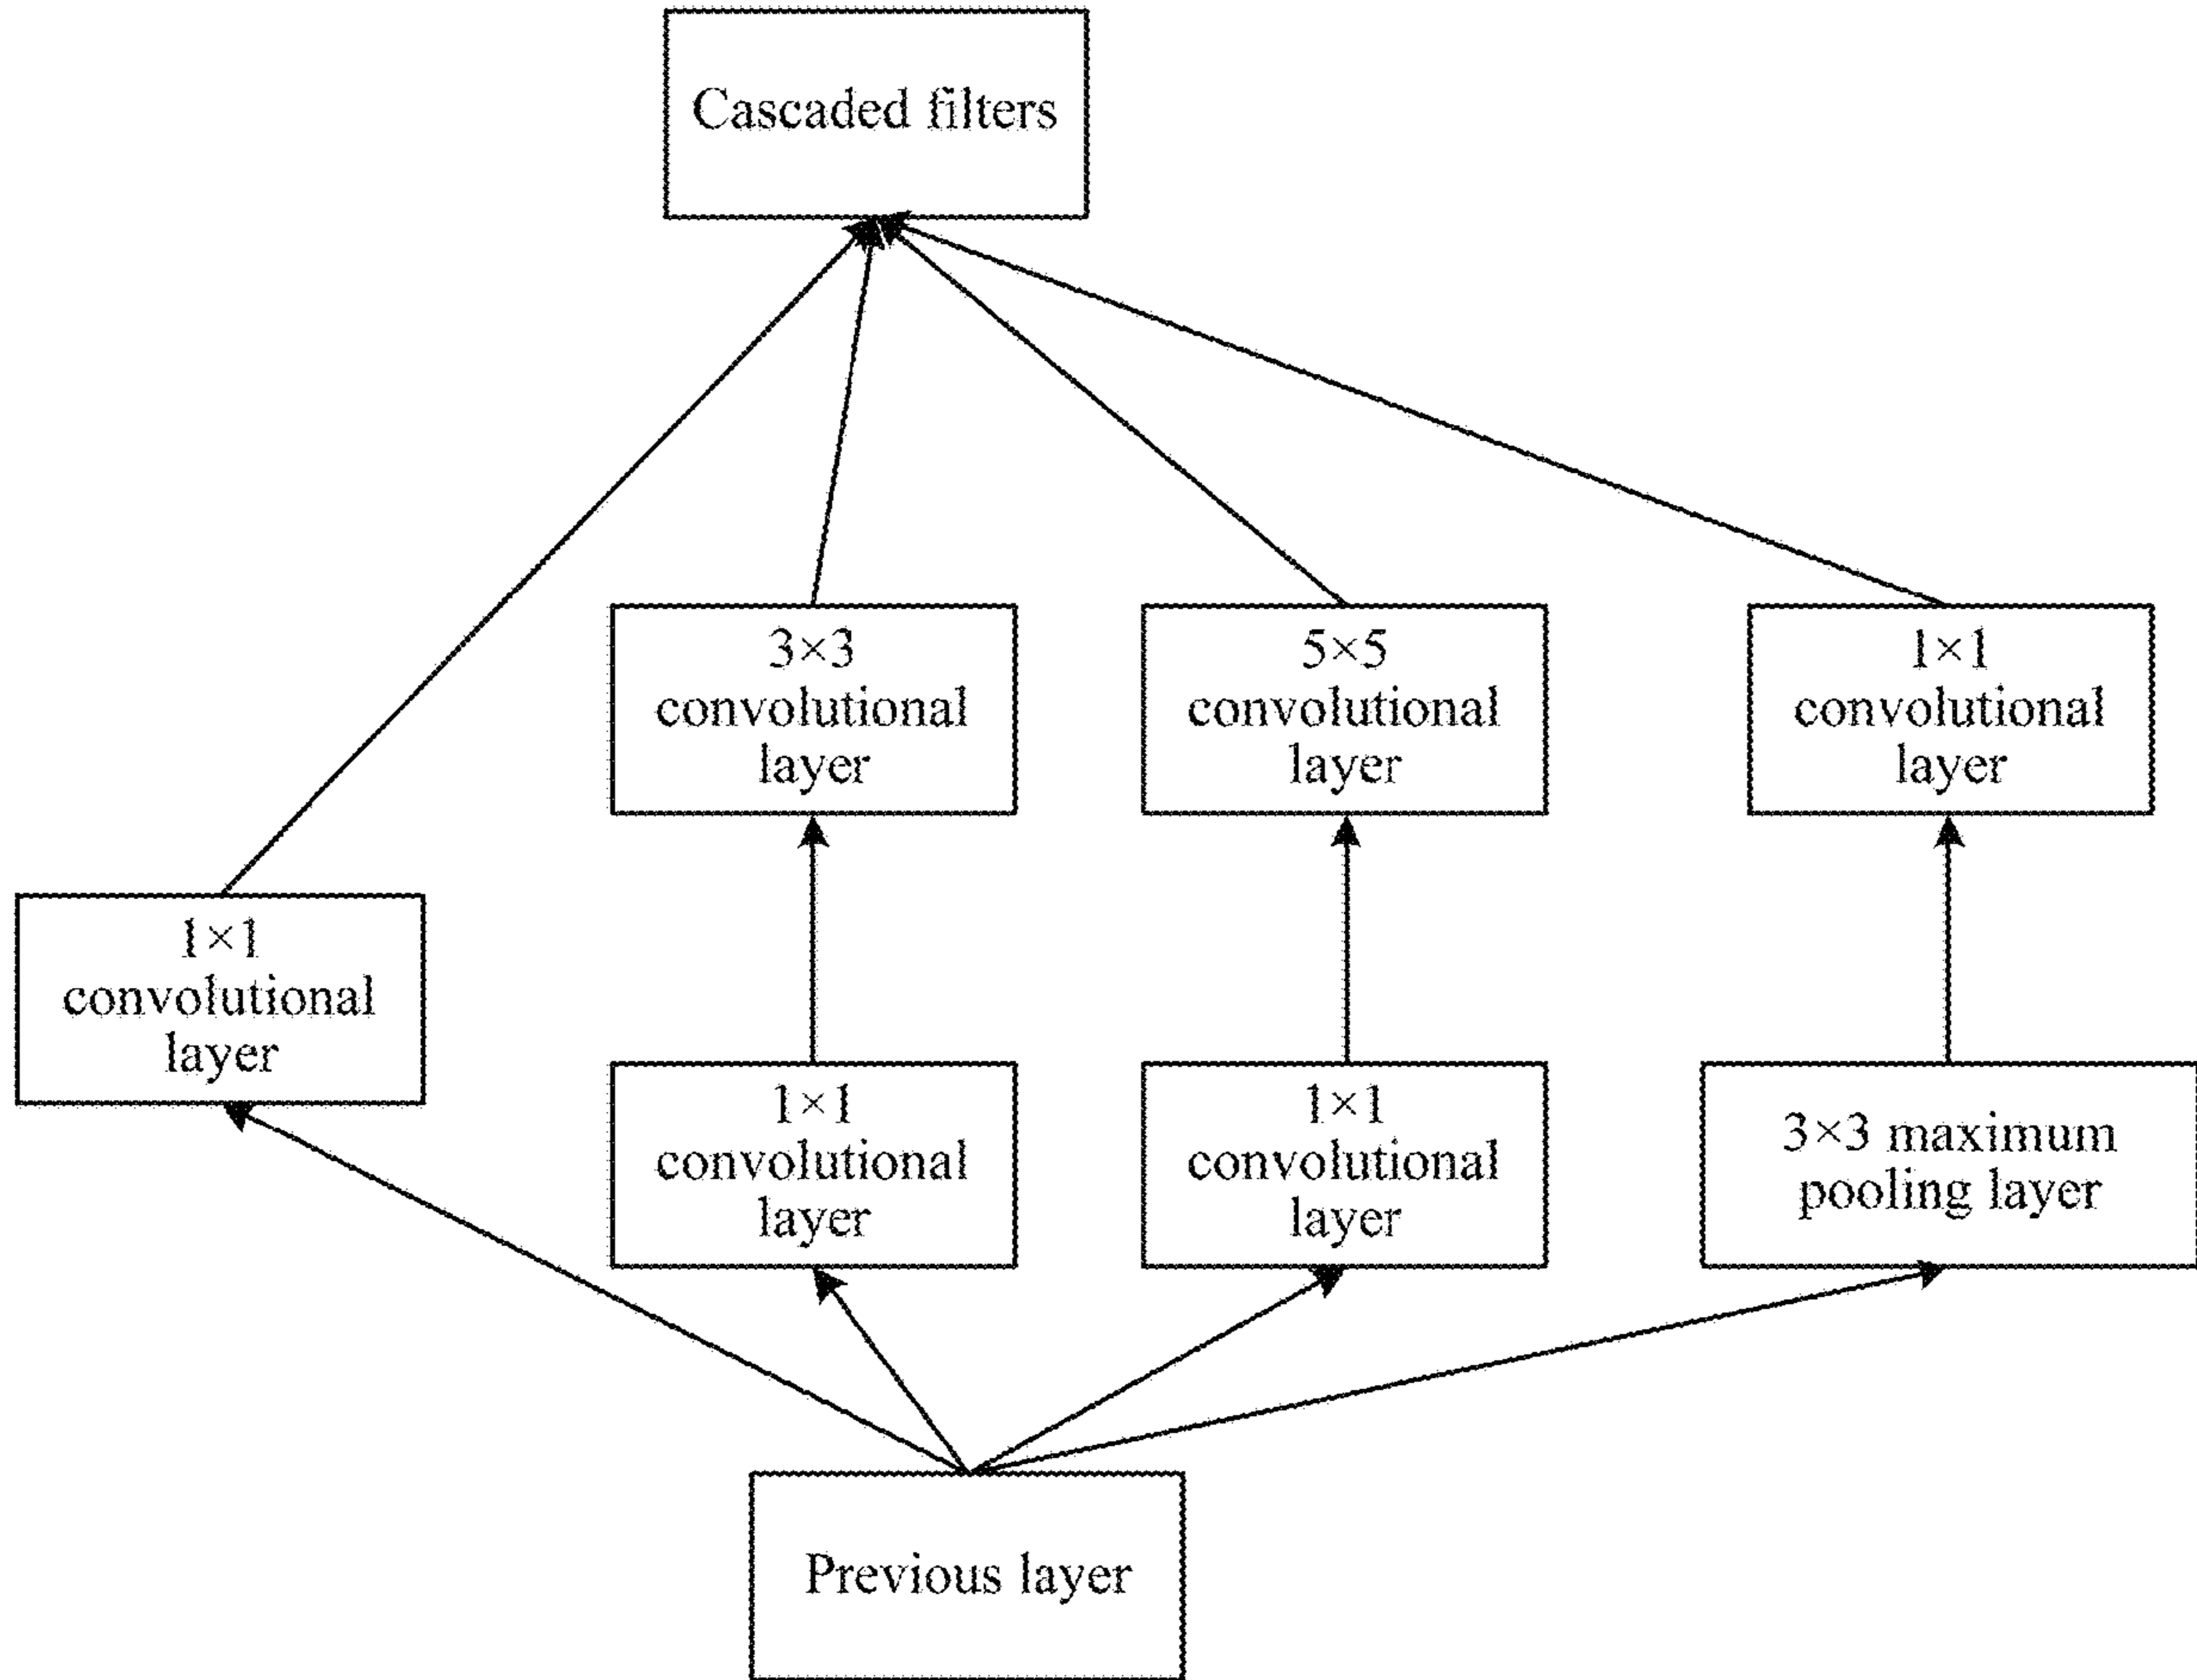 Cascaded filters
3×3
convolutional
layer
5×5
convolutional
layer
1×1
convolutional
layer
1×1
convolutional
layer
1×1
convolutional
layer
1×1
convolutional
layer
3×3 maximum
pooling layer
Previous layer